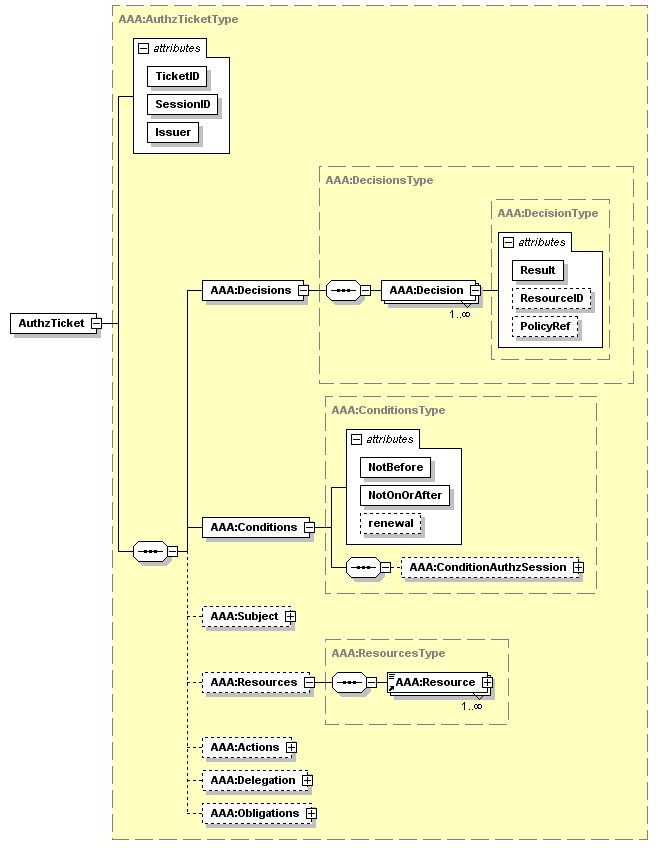 AAA:AuthzTicketType
attributes
TicketID
SessionID
Issuer
AAA:DecisionsType
AAA:DecisionType
attributes
Result
ResourceID
PolicyRef
AAA:Decisions
AAA:Decision
1..∞
AuthzTicket
AAA:ConditionsType
attributes
NotBefore
NotOnOrAfter
renewal
AAA:Conditions
AAA:ConditionAuthzSession
AAA:Subject
AAA:ResourcesType
AAA:Resources
AAA:Resource
1..∞
AAA:Actions
AAA:Delegation
AAA:Obligations